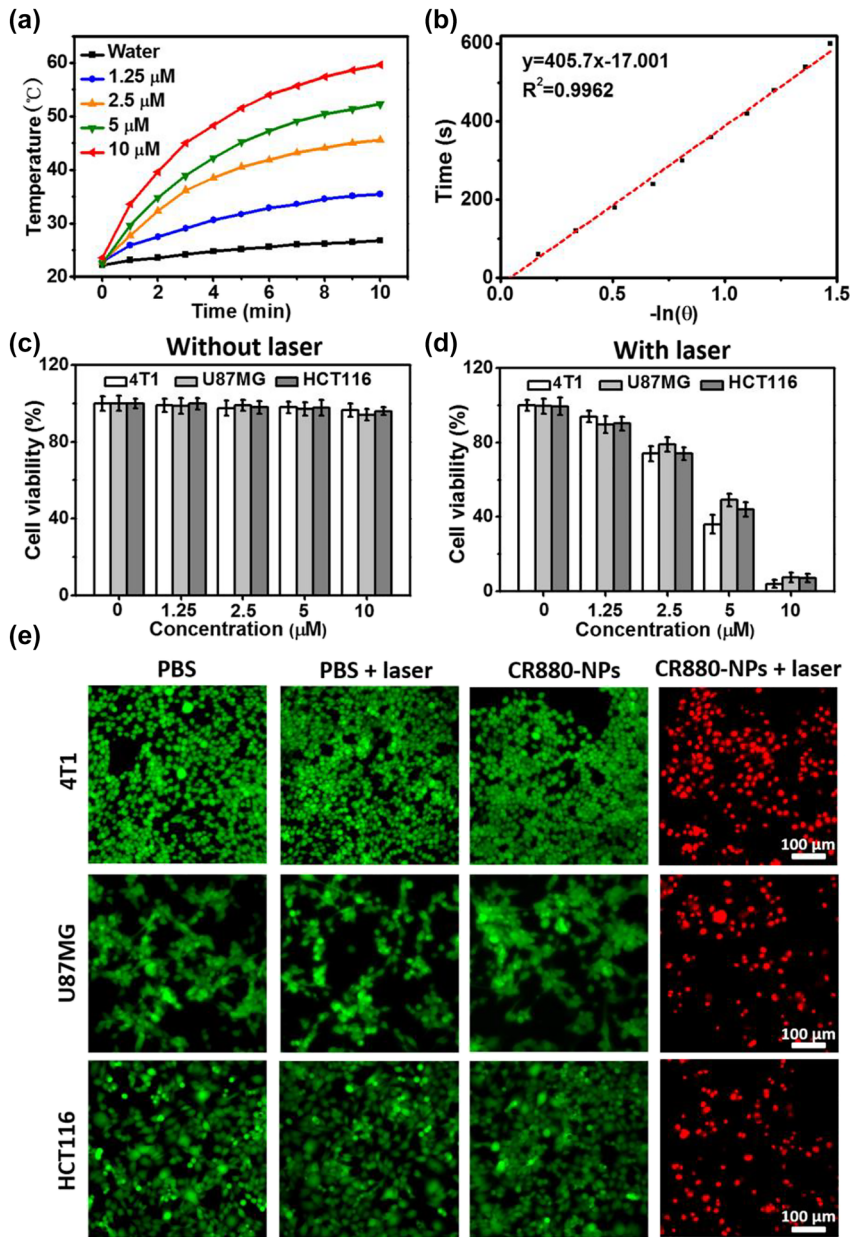 (a)
Water
1.25 μM
2.5 μM
5 μM
10 μM
60
50
40
30
20
Temperature (℃)
0
2
4
6
8
10
Time (min)
(b)
y=405.7x-17.001
R²=0.9962
600
400
200
0
Time (s)
0.0
0.5
1.0
1.5
-ln(θ)
(c)
Without laser
4T1
U87MG
HCT116
120
80
40
0
Cell viability (%)
0
1.25
2.5
5
10
Concentration (μM)
(d)
With laser
4T1
U87MG
HCT116
120
80
40
0
Cell viability (%)
0
1.25
2.5
5
10
Concentration (μM)
(e)
PBS
PBS + laser
CR880-NPs
CR880-NPs + laser
4T1
100 μm
U87MG
100 μm
HCT116
100 μm